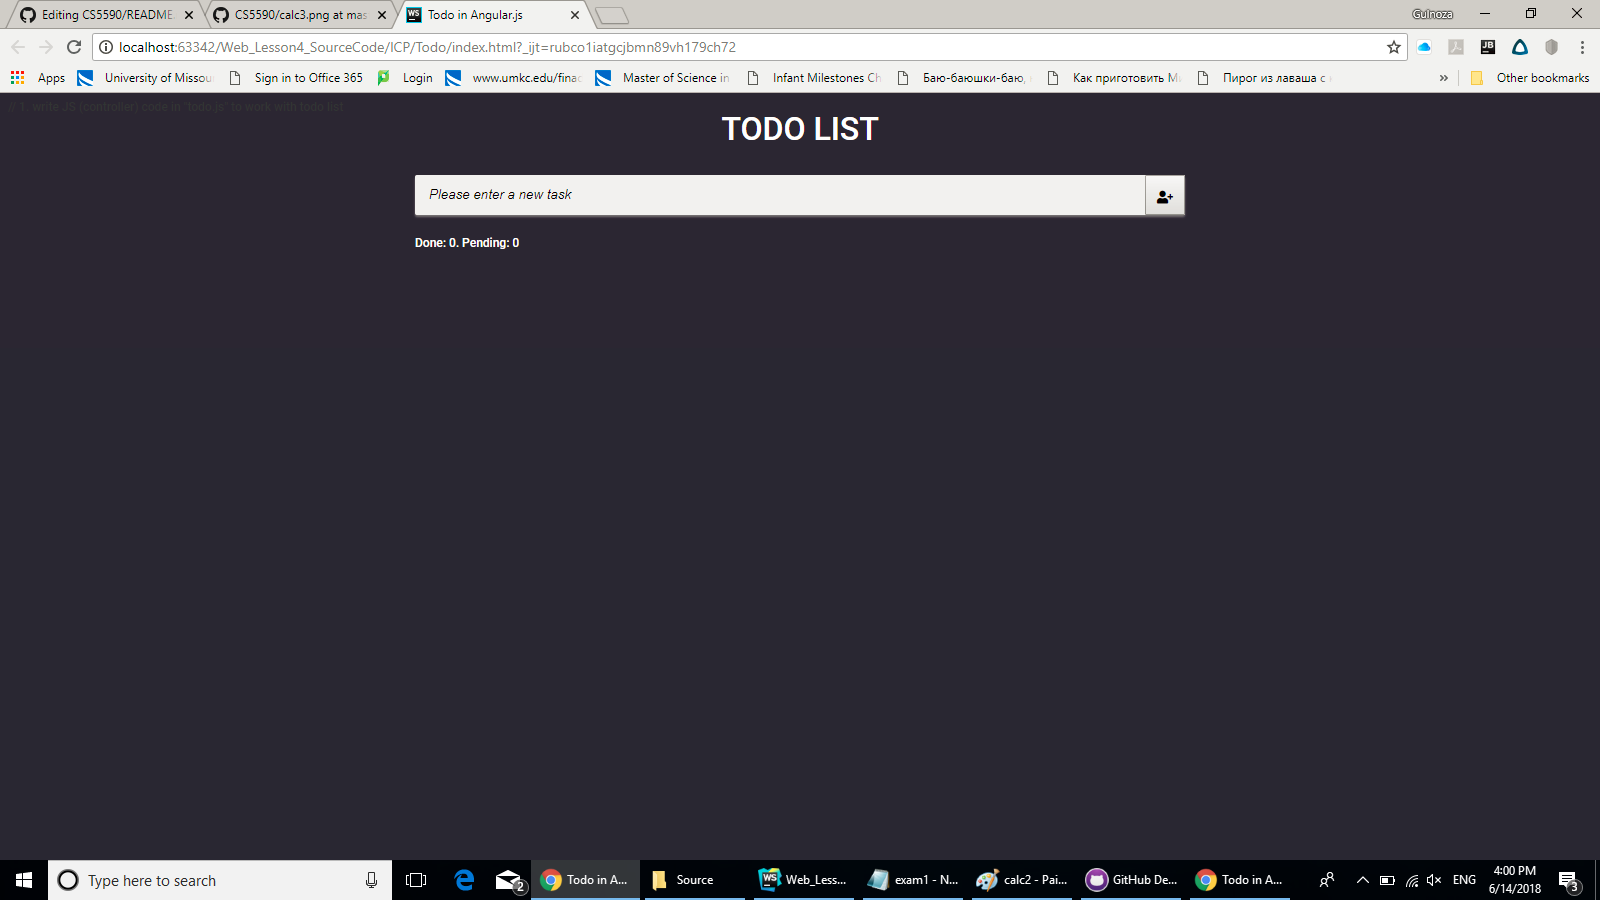 Editing CS5590/README.
CS5590/calc3.png at mas
Todo in Angular.js
Gulnoza
localhost:63342/Web_Lesson4_SourceCode/ICP/Todo/index.html?_ijt=rubco1iatgcjbmn89vh179ch72
Apps
University of Missou
Sign in to Office 365
Login
www.umkc.edu/finac
Master of Science in
Infant Milestones Ch
Баю-баюшки-баю,
Как приготовить М
Пирог из лаваша с
»
Other bookmarks
// 1. write JS (controller) code in "todo.js" to work with todo list
TODO LIST
Please enter a new task
Done: 0. Pending: 0
Type here to search
2
Todo in A...
Source
Web_Less...
exam1 - N...
calc2 - Pai...
GitHub De...
Todo in A...
ENG
4:00 PM
6/14/2018
3